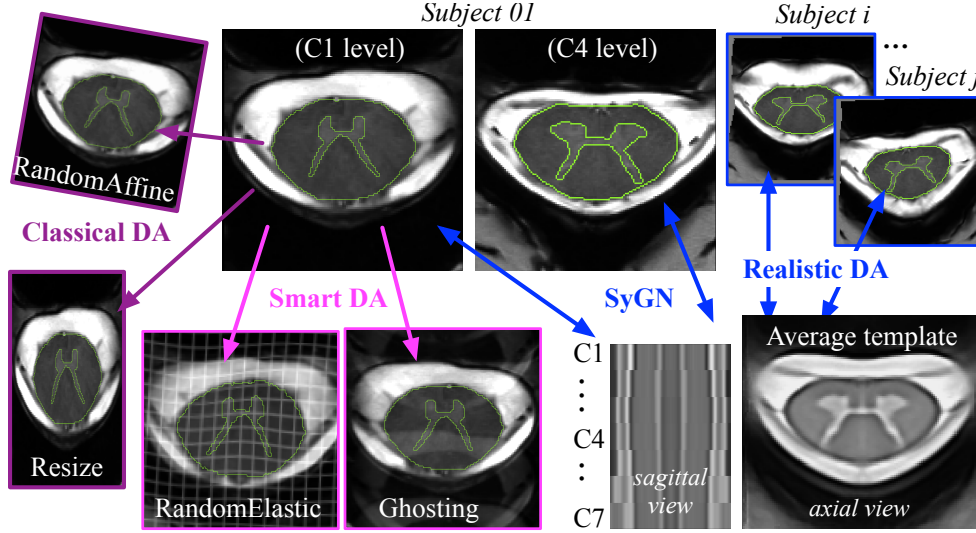 Subject 01
Subject i
(C1 level)
(C4 level)
...
Subject j
RandomAffine
Classical DA
Realistic DA
Smart DA
SyGN
Average template
C1
C4
Resize
sagittal
view
RandomElastic
Ghosting
C7
axial view